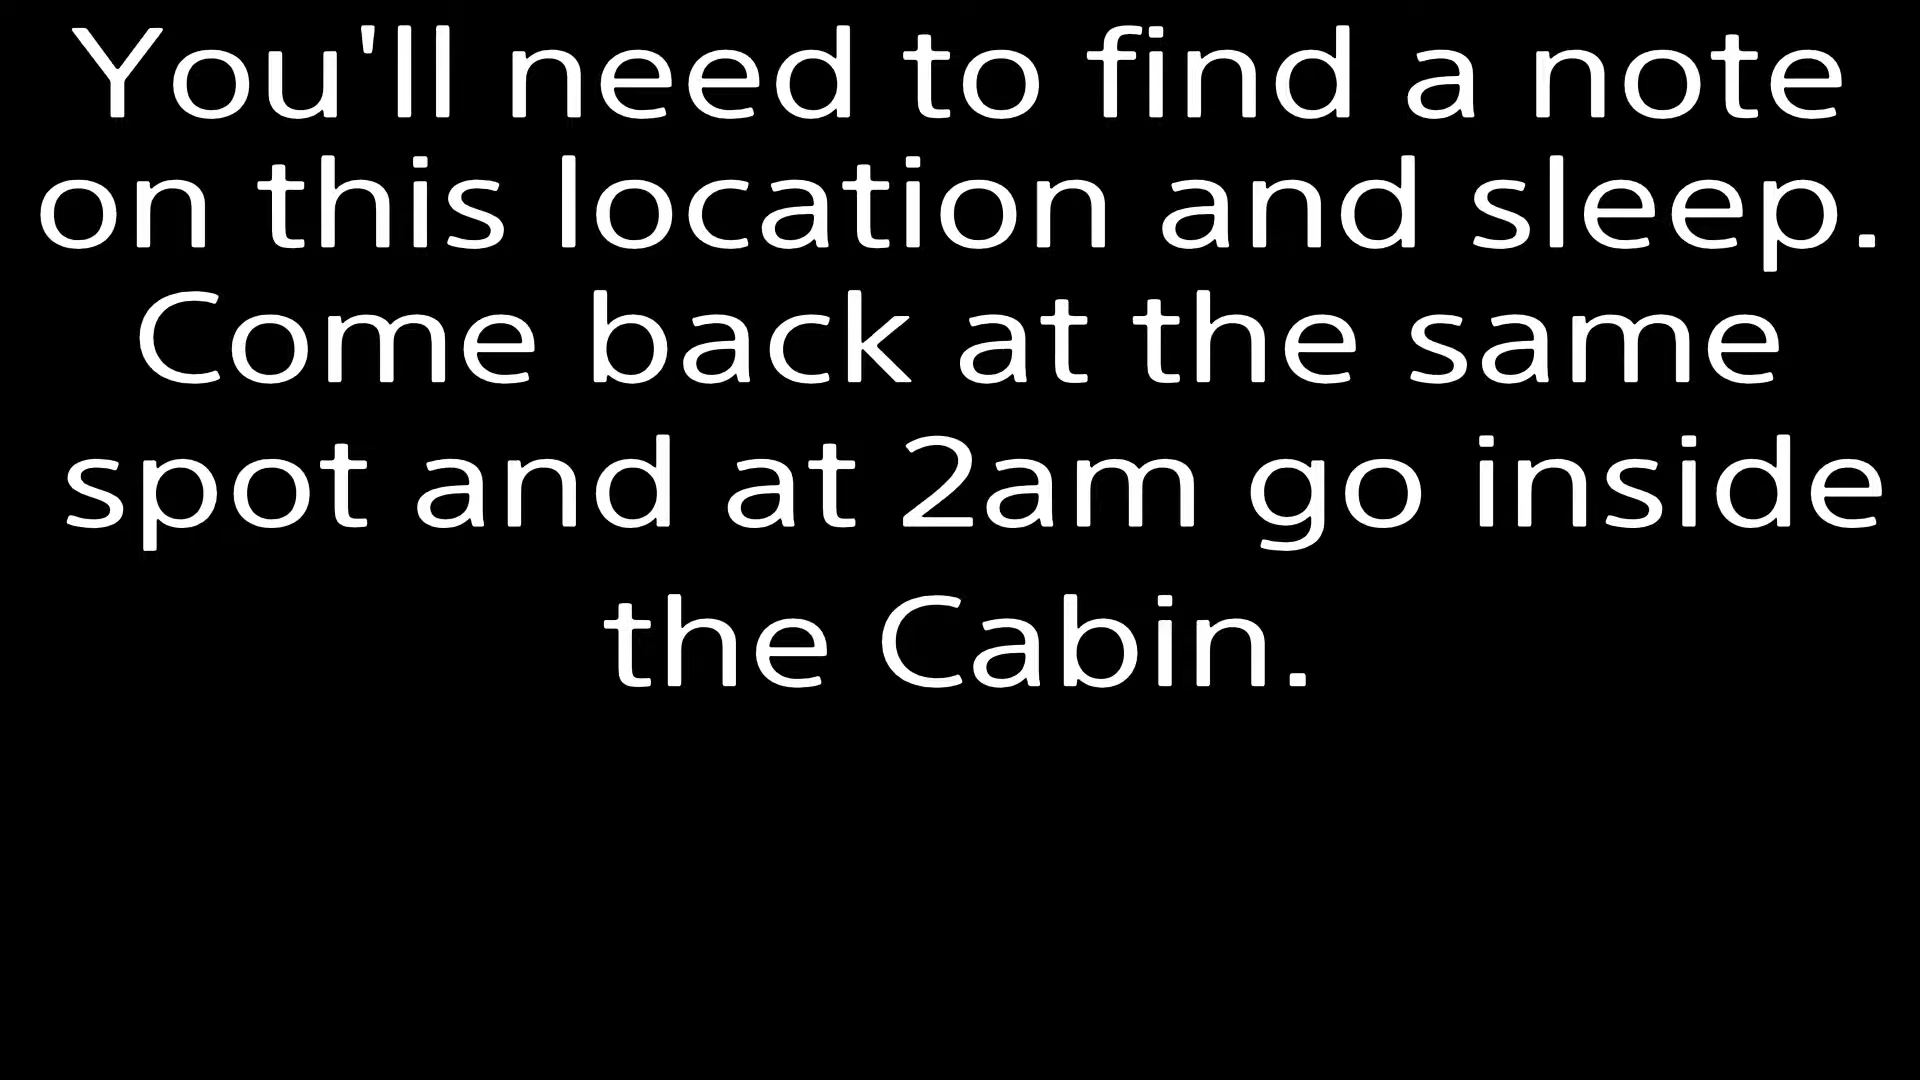 You'll need to find a note
on this location and sleep.
Come back at the same
spot and at 2am go inside
the Cabin.